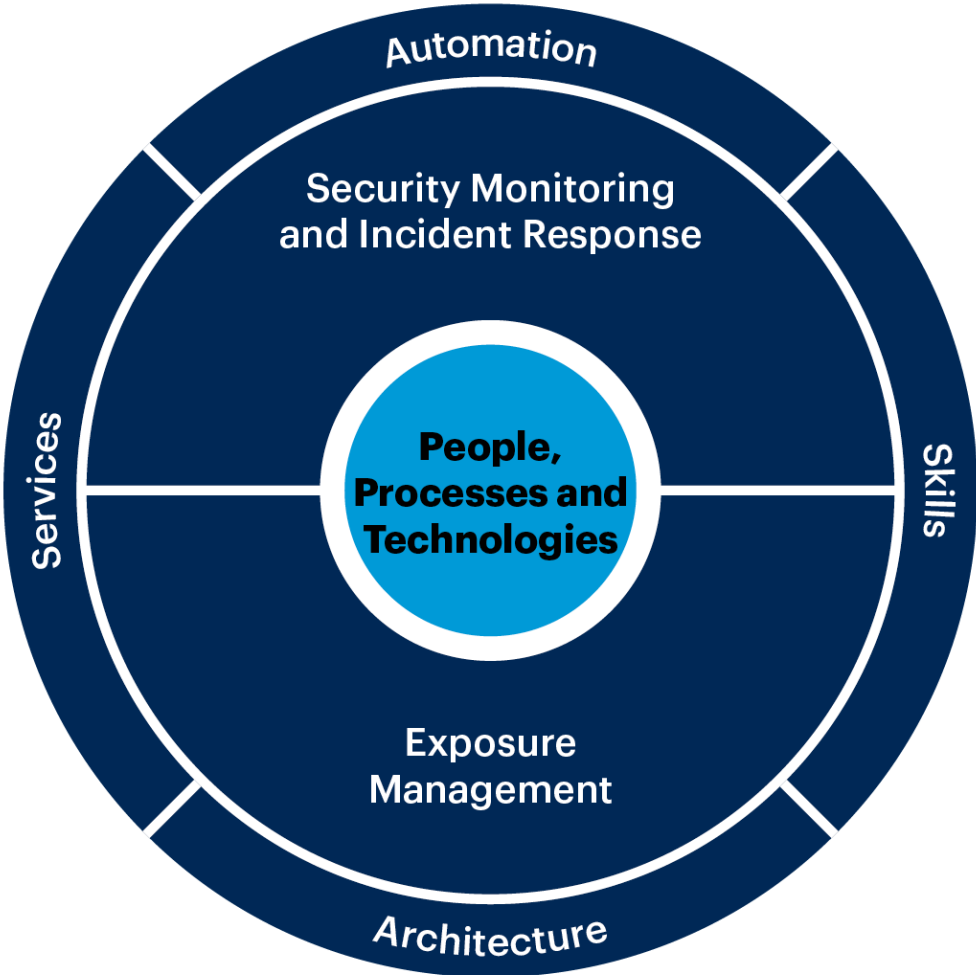 Automation
Security Monitoring
and Incident Response
Services
People,
Processes and
Technologies
Skills
Exposure
Management
Architecture